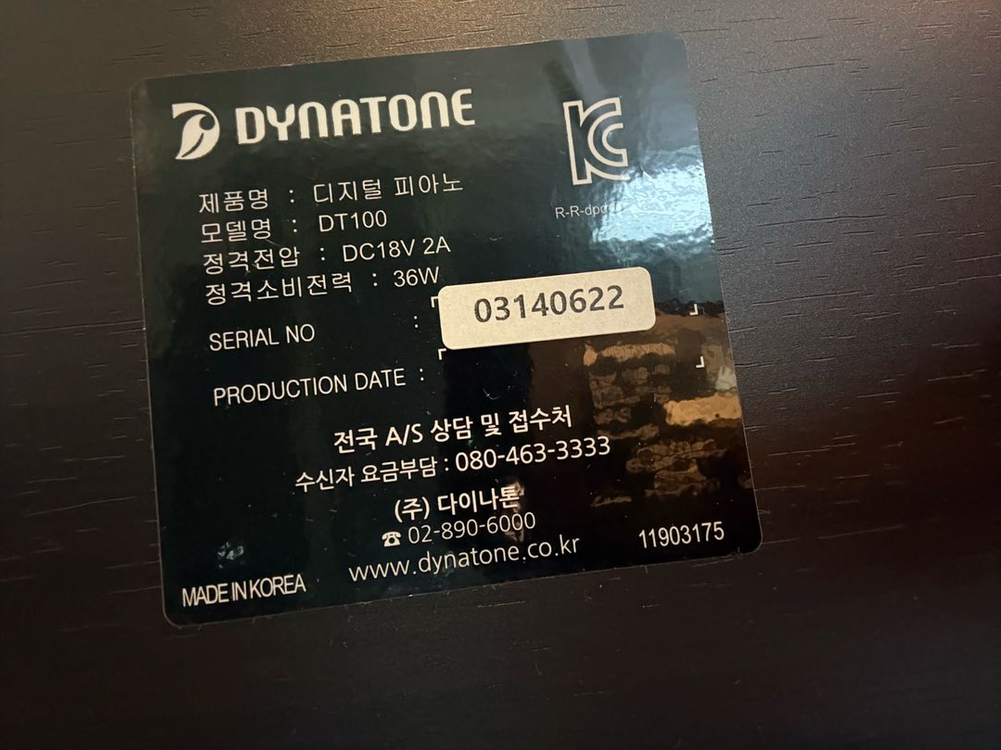 DYNATONE
제품명 : 디지털 피아노
모델명 : DT100
정격전압 : DC18V 2A
정격소비전력 : 36W
SERIAL NO : 03140622
PRODUCTION DATE :
전국 A/S 상담 및 접수처
수신자 요금부담 : 080-463-3333
(주) 다이나톤
☎ 02-890-6000
www.dynatone.co.kr
MADE IN KOREA
11903175